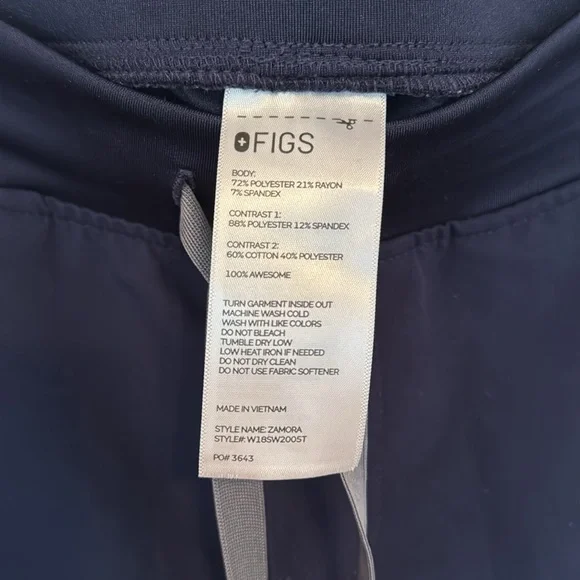 FIGS
BODY:
72% POLYESTER 21% RAYON
7% SPANDEX
CONTRAST 1:
88% POLYESTER 12% SPANDEX
CONTRAST 2:
60% COTTON 40% POLYESTER
100% AWESOME
TURN GARMENT INSIDE OUT
MACHINE WASH COLD
WASH WITH LIKE COLORS
DO NOT BLEACH
TUMBLE DRY LOW
LOW HEAT IRON IF NEEDED
DO NOT DRY CLEAN
DO NOT USE FABRIC SOFTENER
MADE IN VIETNAM
STYLE NAME: ZAMORA
STYLE#: W18SW2005T
PO# 3643